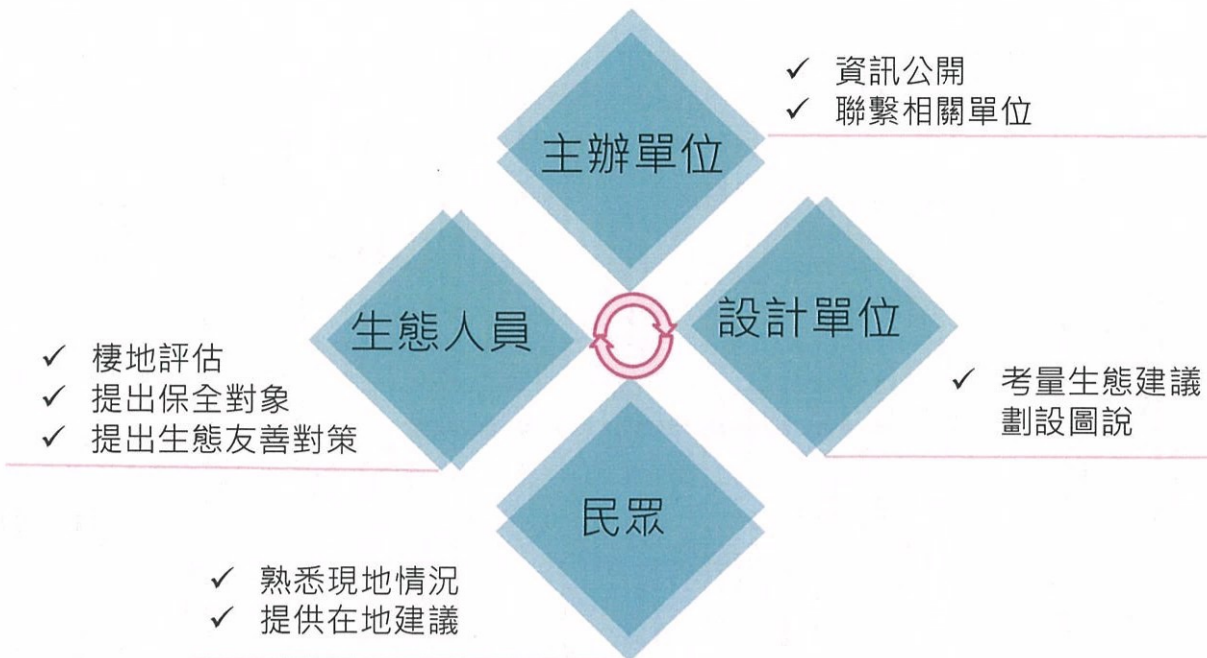 主辦單位
✓ 資訊公開
✓ 聯繫相關單位
生態人員
✓ 棲地評估
✓ 提出保全對象
✓ 提出生態友善對策
設計單位
✓ 考量生態建議
劃設圖說
民眾
✓ 熟悉現地情況
✓ 提供在地建議